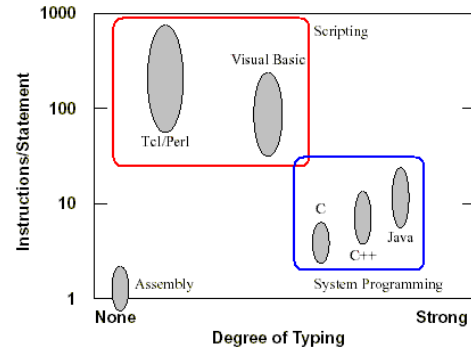 1000
Scripting
Visual Basic
100
Tcl/Perl
Instructions/Statement
10
C
C++
Java
Assembly
System Programming
1
None
Strong
Degree of Typing